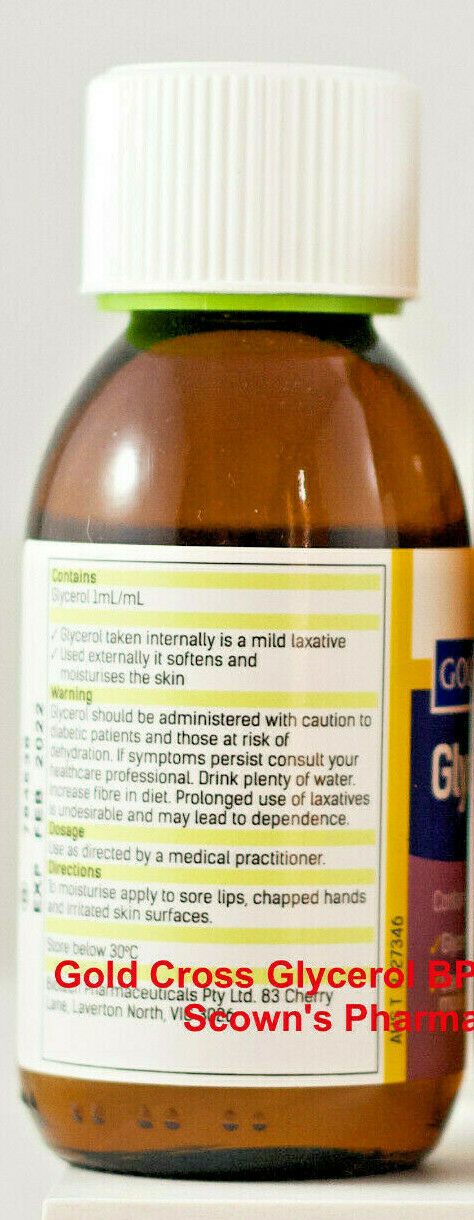 Contains
Glycerol 1mL/mL
✓ Glycerol taken internally is a mild laxative
✓ Used externally it softens and
moisturises the skin
Warning
Glycerol should be administered with caution to
diabetic patients and those at risk of
dehydration. If symptoms persist consult your
healthcare professional. Drink plenty of water.
Increase fibre in diet. Prolonged use of laxatives
is undesirable and may lead to dependence.
Dosage
Use as directed by a medical practitioner.
Directions
To moisturise apply to sore lips, chapped hands
and irritated skin surfaces.
Store below 30°C
Pharmaceuticals Pty Ltd. 83 Cherry
Lane, Laverton North, VIC 3026
EXP FEB 2022
27346
GO
Gly
Gold Cross Glycerol BP
Scown's Pharma